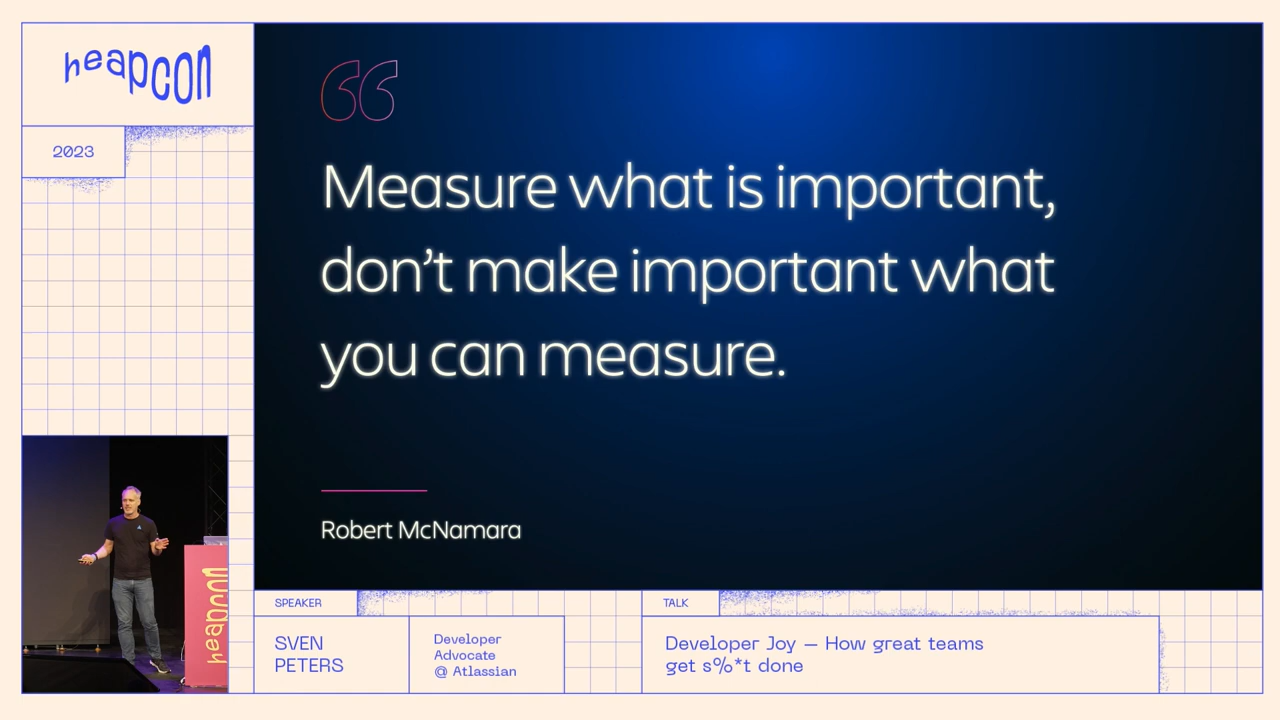 heapcon
2023
“
Measure what is important,
don’t make important what
you can measure.
Robert McNamara
heapcon
SPEAKER
SVEN
PETERS
Developer
Advocate
@ Atlassian
TALK
Developer Joy — How great teams
get s%*t done